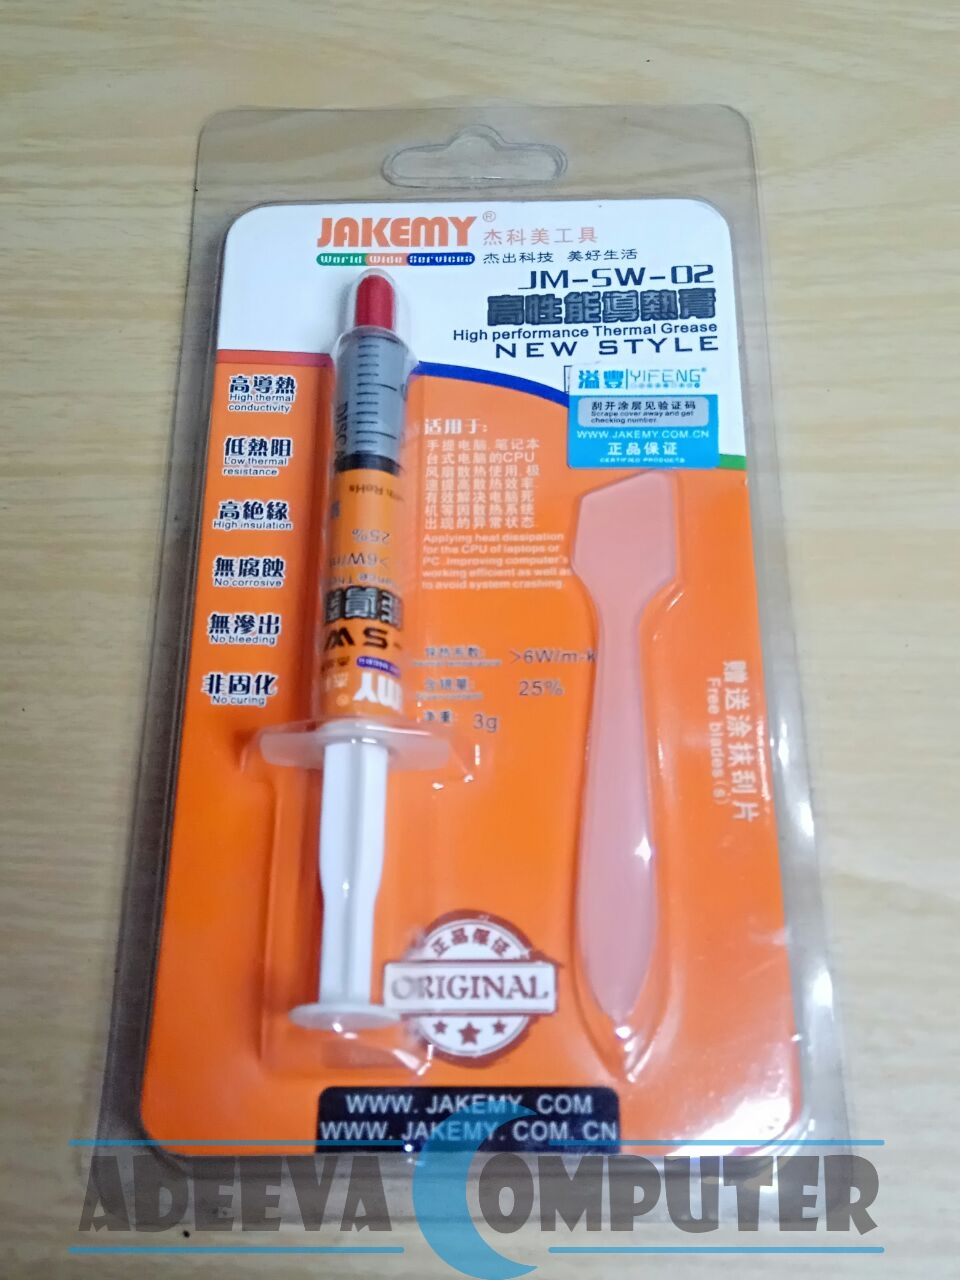 JAKEMY® 杰科美工具
World Wide Services 杰出科技 美好生活
JM-SW-02
高性能導熱膏
High performance Thermal Grease
NEW STYLE
溢豐 YIFENG®
刮开涂层见验证码
Scrape cover away and get
checking number.
WWW.JAKEMY.COM.CN
正品保证
CERTIFIED PRODUCTS
高導熱
High thermal
conductivity
低熱阻
Low thermal
resistance
高絶緣
High insulation
無腐蝕
No corrosive
無滲出
No bleeding
非固化
No curing
适用于:
手提电脑,笔记本
台式电脑的CPU
风扇散热使用,极
速提高散热效率.
有效解决电脑死
机等因散热系统
出现的异常状态.
Applying heat dissipation
for the CPU of laptops or
PC .Improving computer's
working efficient as well as
to avoid system crashing.
>6W/m-k
25%
净重: 3g
with RoHs
25%
>6W/m
赠送涂抹刮片
Free blades(s)
正品保证
ORIGINAL
WWW. JAKEMY. COM
WWW. JAKEMY. COM. CN
ADEEVA COMPUTER